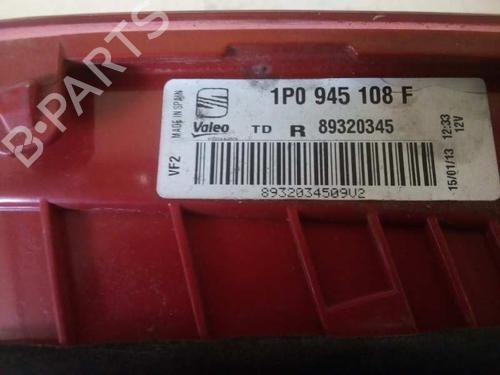 B-PARTS
VF2
MADE IN SPAIN
1P0 945 108 F
Valeo
TD R 89320345
8932034509V2
15/01/13 12:33
12V